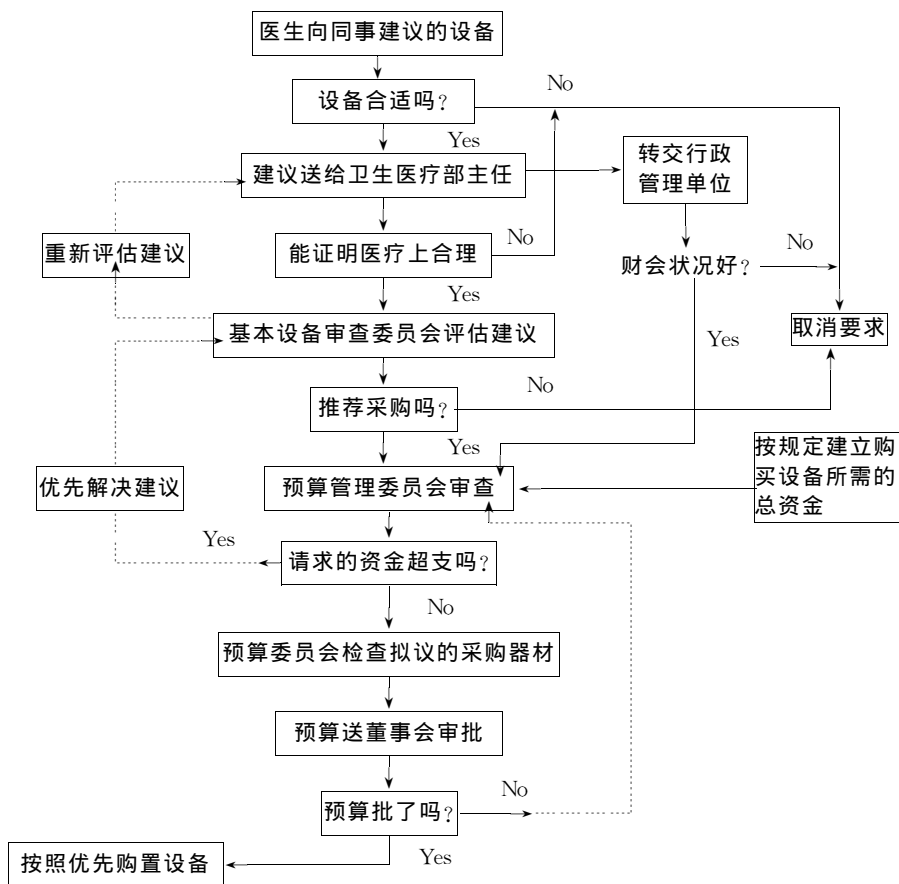 医生向同事建议的设备
No
设备合适吗?
Yes
转交行政
管理单位
建议送给卫生医疗部主任
重新评估建议
能证明医疗上合理
No
财会状况好?
No
Yes
基本设备审查委员会评估建议
Yes
取消要求
推荐采购吗?
No
Yes
优先解决建议
预算管理委员会审查
按规定建立购
买设备所需的
总资金
Yes
请求的资金超支吗?
No
预算委员会检查拟议的采购器材
预算送董事会审批
No
预算批了吗?
Yes
按照优先购置设备